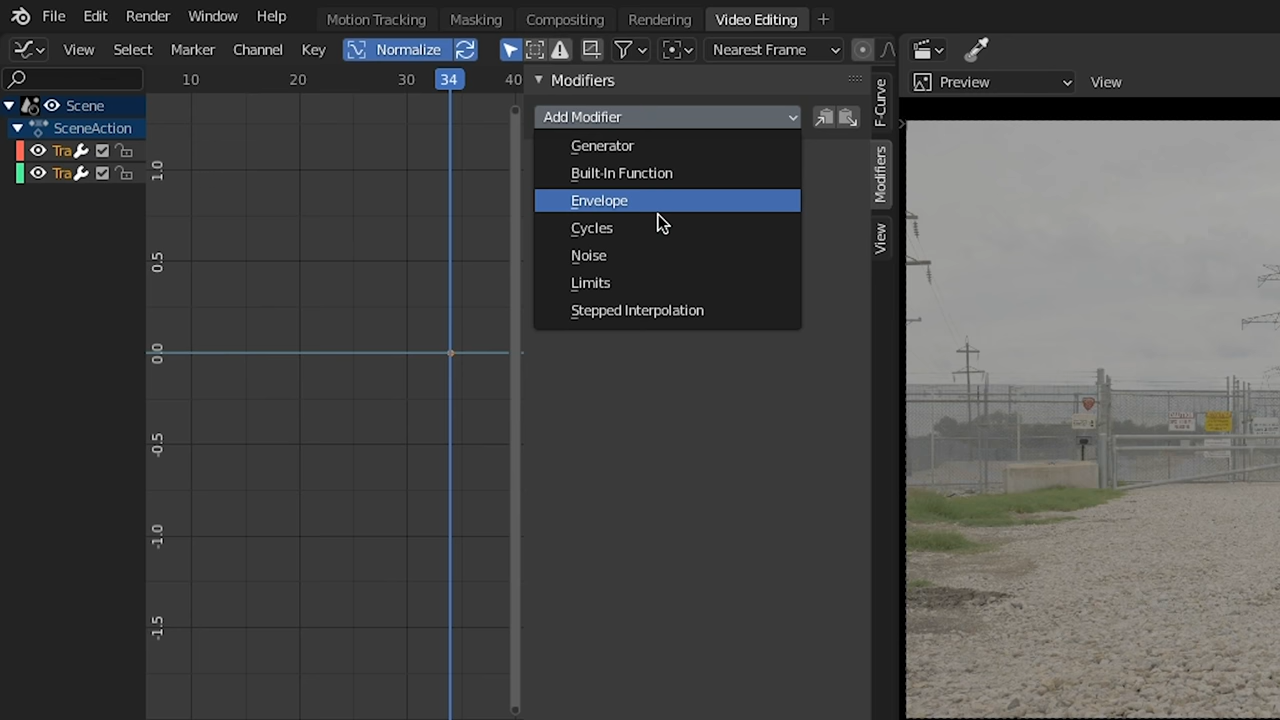 File Edit Render Window Help Motion Tracking Masking Compositing Rendering Video Editing +
View Select Marker Channel Key Normalize Nearest Frame
Preview View
10 20 30 34 40
Modifiers
Scene
Add Modifier
SceneAction
Tra
Tra
Generator
Built-In Function
Envelope
Cycles
Noise
Limits
Stepped Interpolation
F-Curve
Modifiers
View
1.0
0.5
0.0
-0.5
-1.0
-1.5